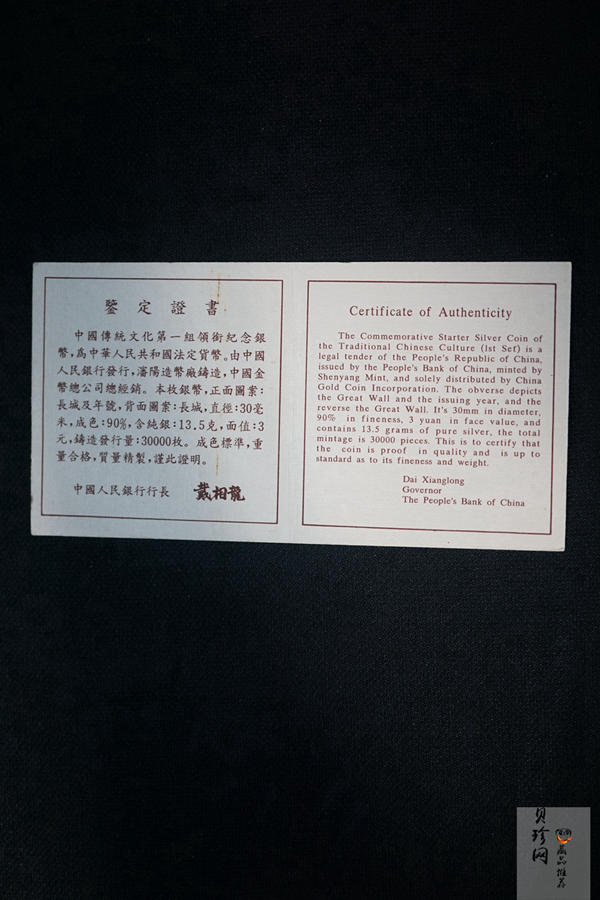 鑒定證書
中國傳統文化第一組領銜紀念銀
幣,爲中華人民共和國法定貨幣。由中國
人民銀行發行,瀋陽造幣廠鑄造,中國金
幣總公司總經銷。本枚銀幣,正面圖案:
長城及年號,背面圖案:長城,直徑:30毫
米,成色:90%,含純銀:13.5克,面值:3
元,鑄造發行量:30000枚。成色標準,重
量合格,質量精製,謹此證明。
中國人民銀行行長 戴相龍
Certificate of Authenticity
The Commemorative Starter Silver Coin of
the Traditional Chinese Culture (1st Set) is a
legal tender of the People's Republic of China,
issued by the People's Bank of China, minted by
Shenyang Mint, and solely distributed by China
Gold Coin Incorporation. The obverse depicts
the Great Wall and the issuing year, and the
reverse the Great Wall. It's 30mm in diameter,
90% in fineness, 3 yuan in face value, and
contains 13.5 grams of pure silver, the total
mintage is 30000 pieces. This is to certify that
the coin is proof in quality and is up to
standard as to its fineness and weight.
Dai Xianglong
Governor
The People's Bank of China
贝珍网
藏品推荐